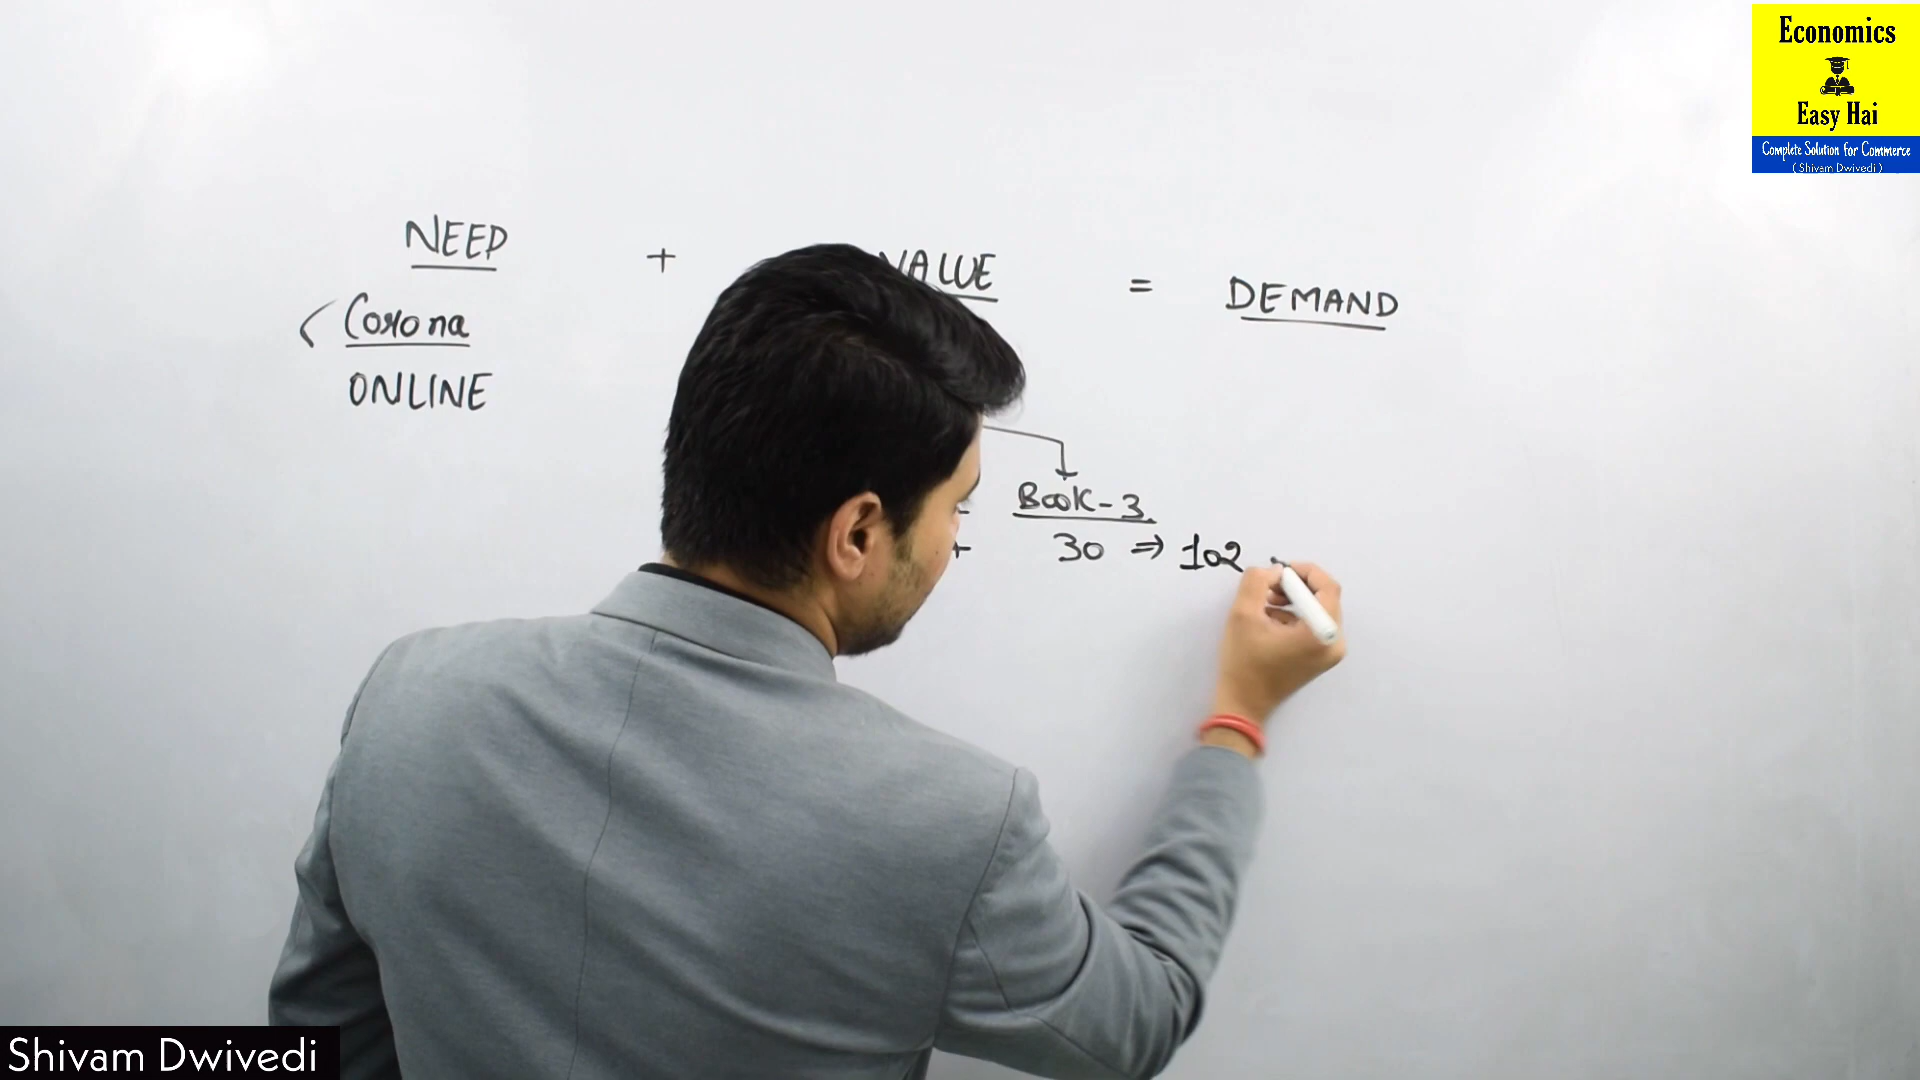 Economics
Easy Hai
Complete Solution for Commerce
( Shivam Dwivedi )
NEED + VALUE = DEMAND
Corona
ONLINE
Book-3
+ 30 ⇒ 102
Shivam Dwivedi